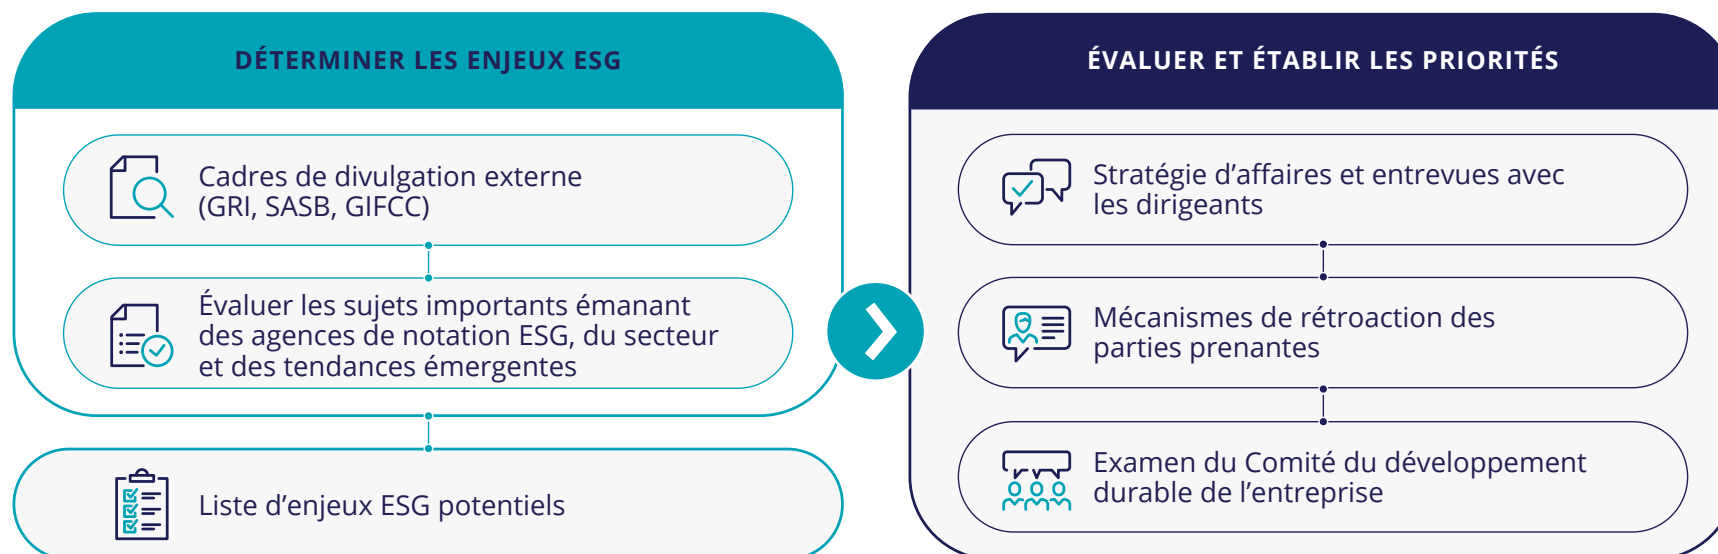 DÉTERMINER LES ENJEUX ESG
Cadres de divulgation externe
(GRI, SASB, GIFCC)
Évaluer les sujets importants émanant
des agences de notation ESG, du secteur
et des tendances émergentes
Liste d’enjeux ESG potentiels
ÉVALUER ET ÉTABLIR LES PRIORITÉS
Stratégie d’affaires et entrevues avec
les dirigeants
Mécanismes de rétroaction des
parties prenantes
Examen du Comité du développement
durable de l’entreprise